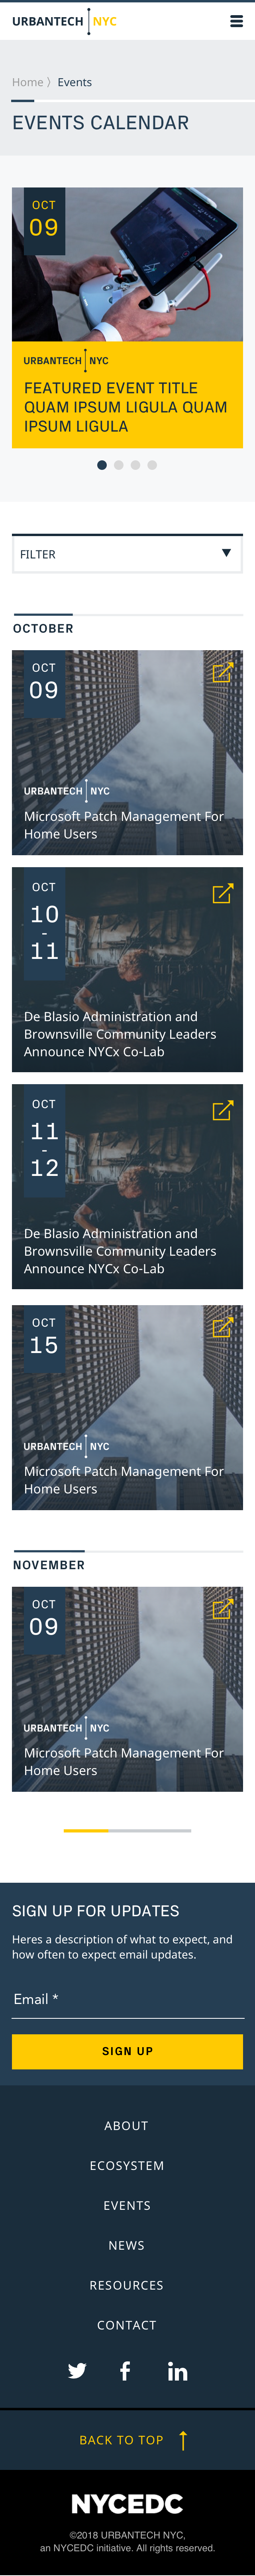 URBANTECH NYC
Home 〉 Events
EVENTS CALENDAR
OCT
09
URBANTECH NYC
FEATURED EVENT TITLE
QUAM IPSUM LIGULA QUAM
IPSUM LIGULA
FILTER
OCTOBER
OCT
09
URBANTECH NYC
Microsoft Patch Management For
Home Users
OCT
10
-
11
De Blasio Administration and
Brownsville Community Leaders
Announce NYCx Co-Lab
OCT
11
-
12
De Blasio Administration and
Brownsville Community Leaders
Announce NYCx Co-Lab
OCT
15
URBANTECH NYC
Microsoft Patch Management For
Home Users
NOVEMBER
OCT
09
URBANTECH NYC
Microsoft Patch Management For
Home Users
SIGN UP FOR UPDATES
Heres a description of what to expect, and
how often to expect email updates.
Email *
SIGN UP
ABOUT
ECOSYSTEM
EVENTS
NEWS
RESOURCES
CONTACT
BACK TO TOP
NYCEDC
©2018 URBANTECH NYC,
an NYCEDC initiative. All rights reserved.